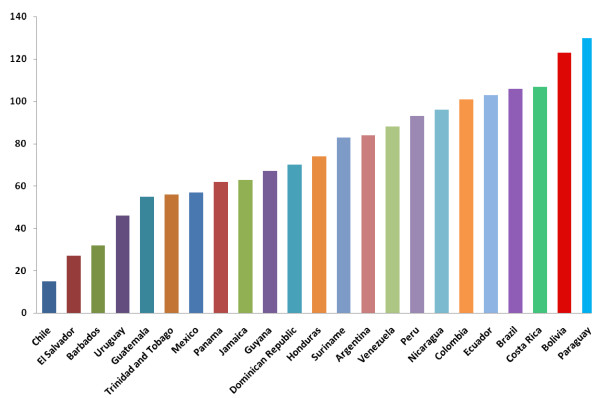 140
120
100
80
60
40
20
0
Chile
El Salvador
Barbados
Uruguay
Guatemala
Trinidad and Tobago
Mexico
Panama
Jamaica
Guyana
Dominican Republic
Honduras
Suriname
Argentina
Venezuela
Peru
Nicaragua
Colombia
Ecuador
Brazil
Costa Rica
Bolivia
Paraguay